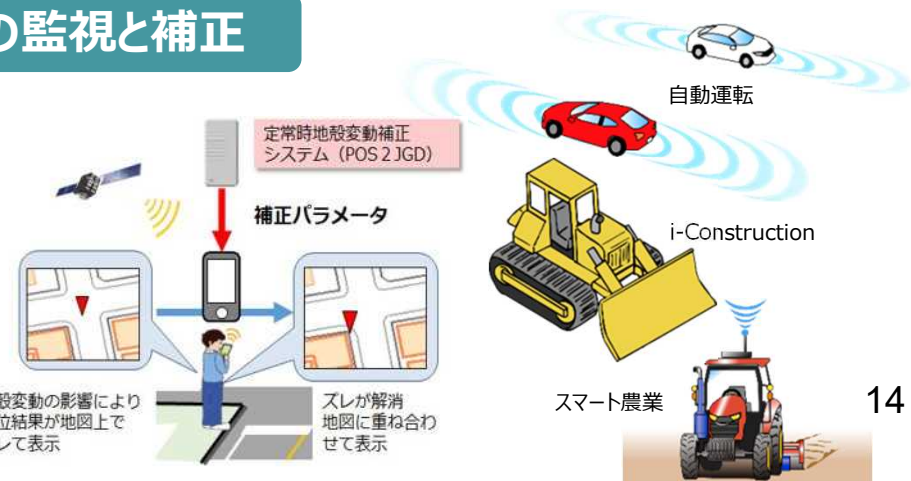 の監視と補正
自動運転
定常時地殻変動補正
システム（POS２JGD）
補正パラメータ
i-Construction
殻変動の影響により
位結果が地図上で
して表示
ズレが解消
地図に重ね合わ
せて表示
スマート農業
14